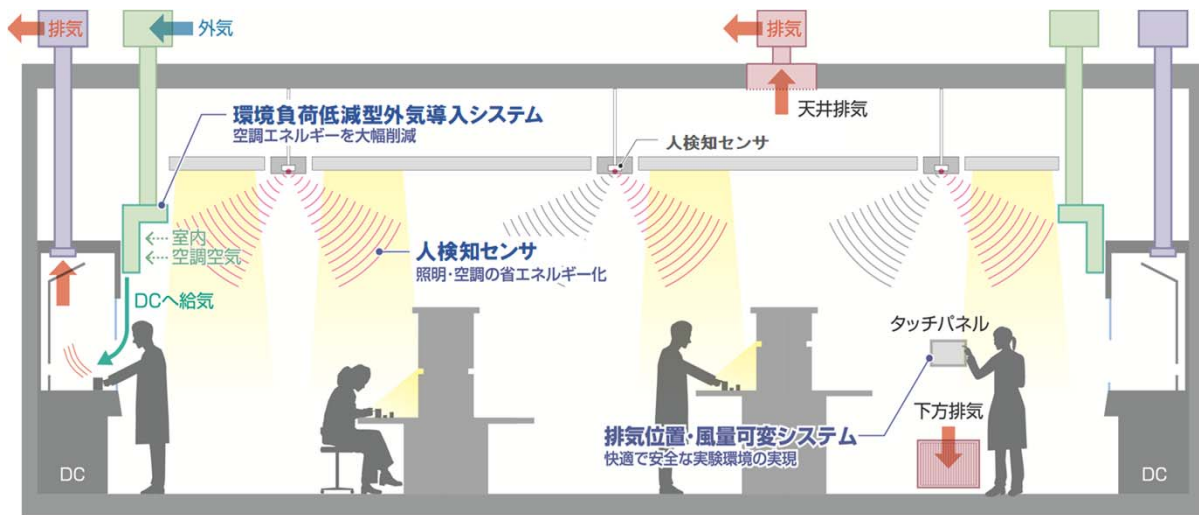 排気
外気
排気
天井排気
環境負荷低減型外気導入システム
空調エネルギーを大幅削減
人検知センサ
室内
空調空気
人検知センサ
照明・空調の省エネルギー化
DCへ給気
タッチパネル
下方排気
排気位置・風量可変システム
快適で安全な実験環境の実現
DC
DC